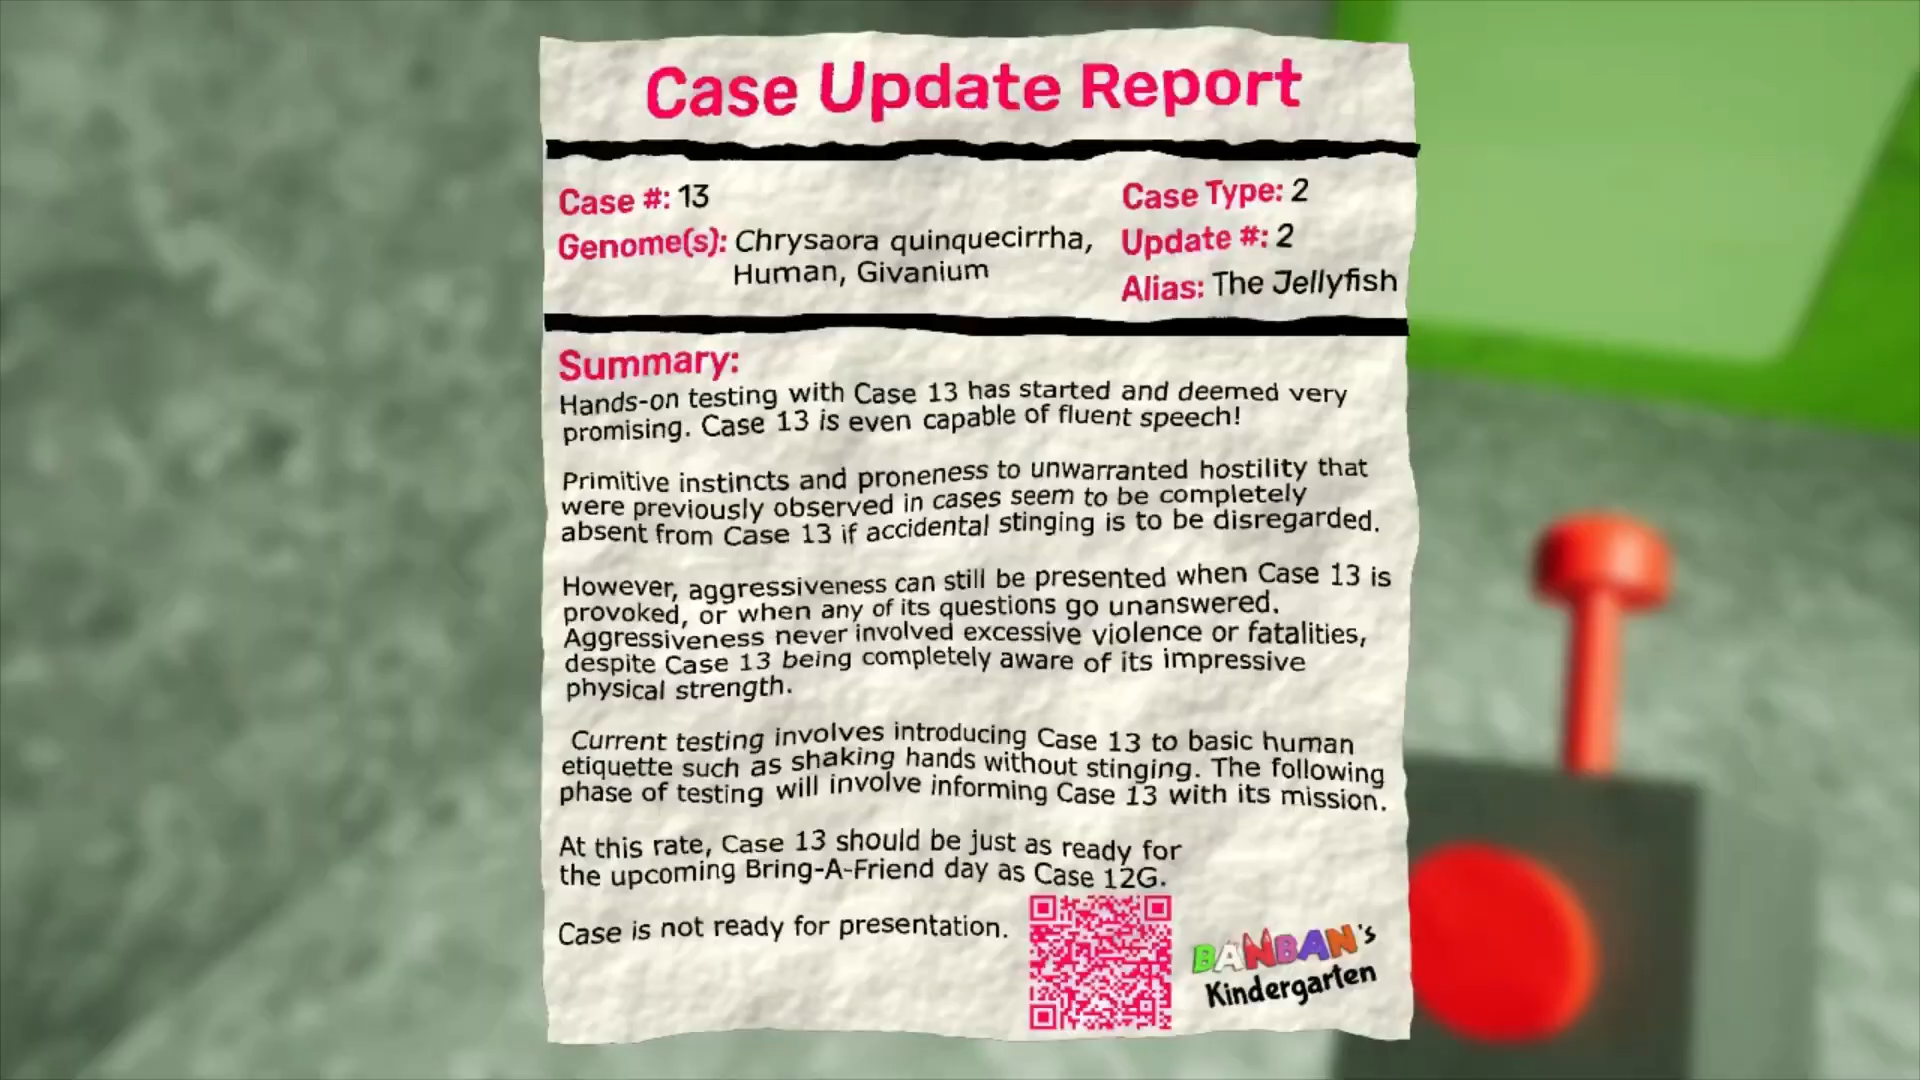 Case Update Report
Case #: 13
Case Type: 2
Genome(s): Chrysaora quinquecirrha,
Human, Givanium
Update #: 2
Alias: The Jellyfish
Summary:
Hands-on testing with Case 13 has started and deemed very
promising. Case 13 is even capable of fluent speech!
Primitive instincts and proneness to unwarranted hostility that
were previously observed in cases seem to be completely
absent from Case 13 if accidental stinging is to be disregarded.
However, aggressiveness can still be presented when Case 13 is
provoked, or when any of its questions go unanswered.
Aggressiveness never involved excessive violence or fatalities,
despite Case 13 being completely aware of its impressive
physical strength.
Current testing involves introducing Case 13 to basic human
etiquette such as shaking hands without stinging. The following
phase of testing will involve informing Case 13 with its mission.
At this rate, Case 13 should be just as ready for
the upcoming Bring-A-Friend day as Case 12G.
Case is not ready for presentation.
BANBAN's
Kindergarten